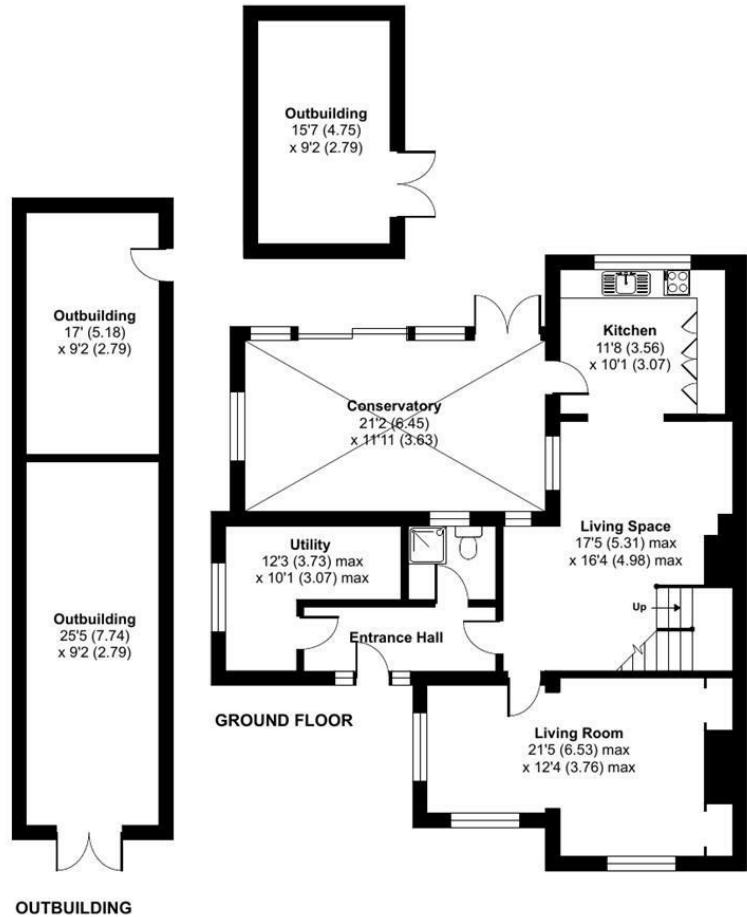 Outbuilding
15'7 (4.75)
x 9'2 (2.79)
Outbuilding
17' (5.18)
x 9'2 (2.79)
Kitchen
11'8 (3.56)
x 10'1 (3.07)
Conservatory
21'2 (6.45)
x 11'11 (3.63)
Living Space
17'5 (5.31) max
x 16'4 (4.98) max
Utility
12'3 (3.73) max
x 10'1 (3.07) max
Up
Outbuilding
25'5 (7.74)
x 9'2 (2.79)
Entrance Hall
GROUND FLOOR
Living Room
21'5 (6.53) max
x 12'4 (3.76) max
OUTBUILDING